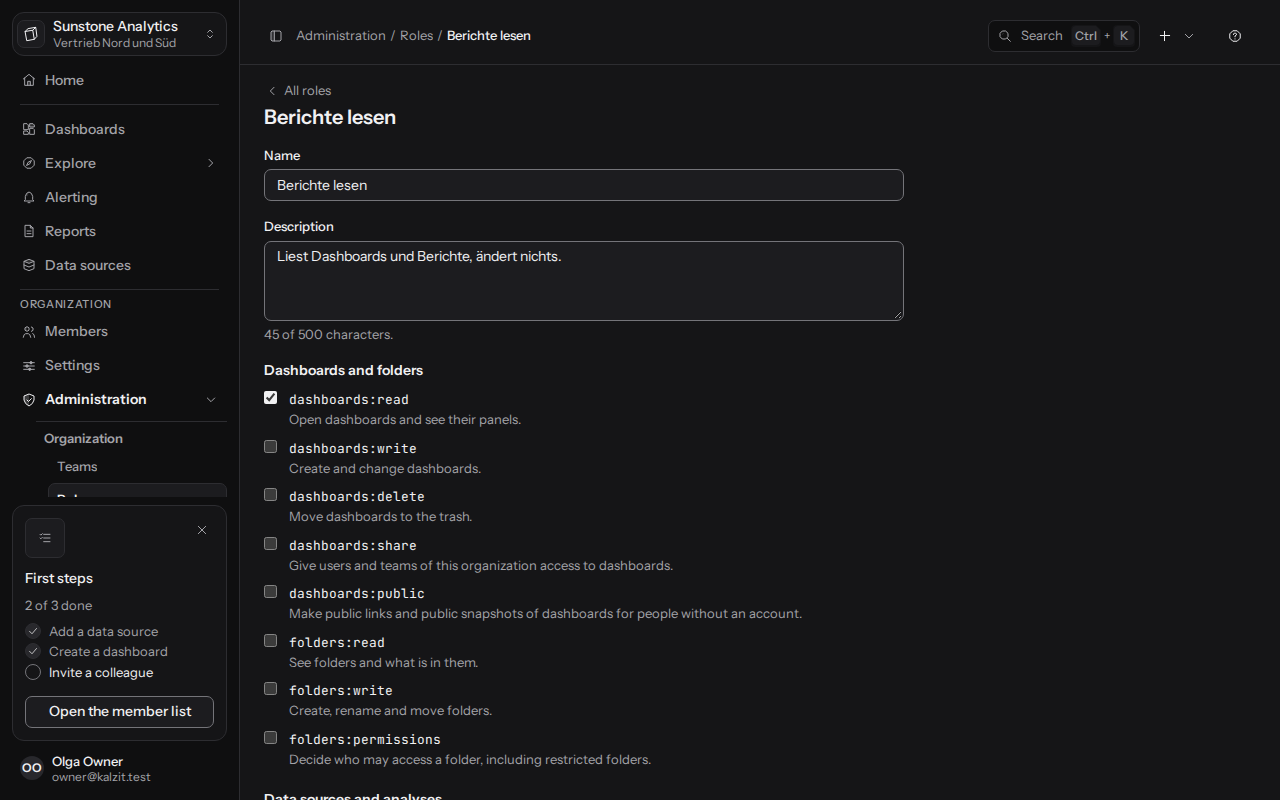 Sunstone Analytics
Vertrieb Nord und Süd
Home
Dashboards
Explore
Alerting
Reports
Data sources
ORGANIZATION
Members
Settings
Administration
Organization
Teams
First steps
2 of 3 done
Add a data source
Create a dashboard
Invite a colleague
Open the member list
OO
Olga Owner
owner@kalzit.test
Administration / Roles / Berichte lesen
Search Ctrl + K
All roles
Berichte lesen
Name
Berichte lesen
Description
Liest Dashboards und Berichte, ändert nichts.
45 of 500 characters.
Dashboards and folders
dashboards:read
Open dashboards and see their panels.
dashboards:write
Create and change dashboards.
dashboards:delete
Move dashboards to the trash.
dashboards:share
Give users and teams of this organization access to dashboards.
dashboards:public
Make public links and public snapshots of dashboards for people without an account.
folders:read
See folders and what is in them.
folders:write
Create, rename and move folders.
folders:permissions
Decide who may access a folder, including restricted folders.
Data sources and analyses